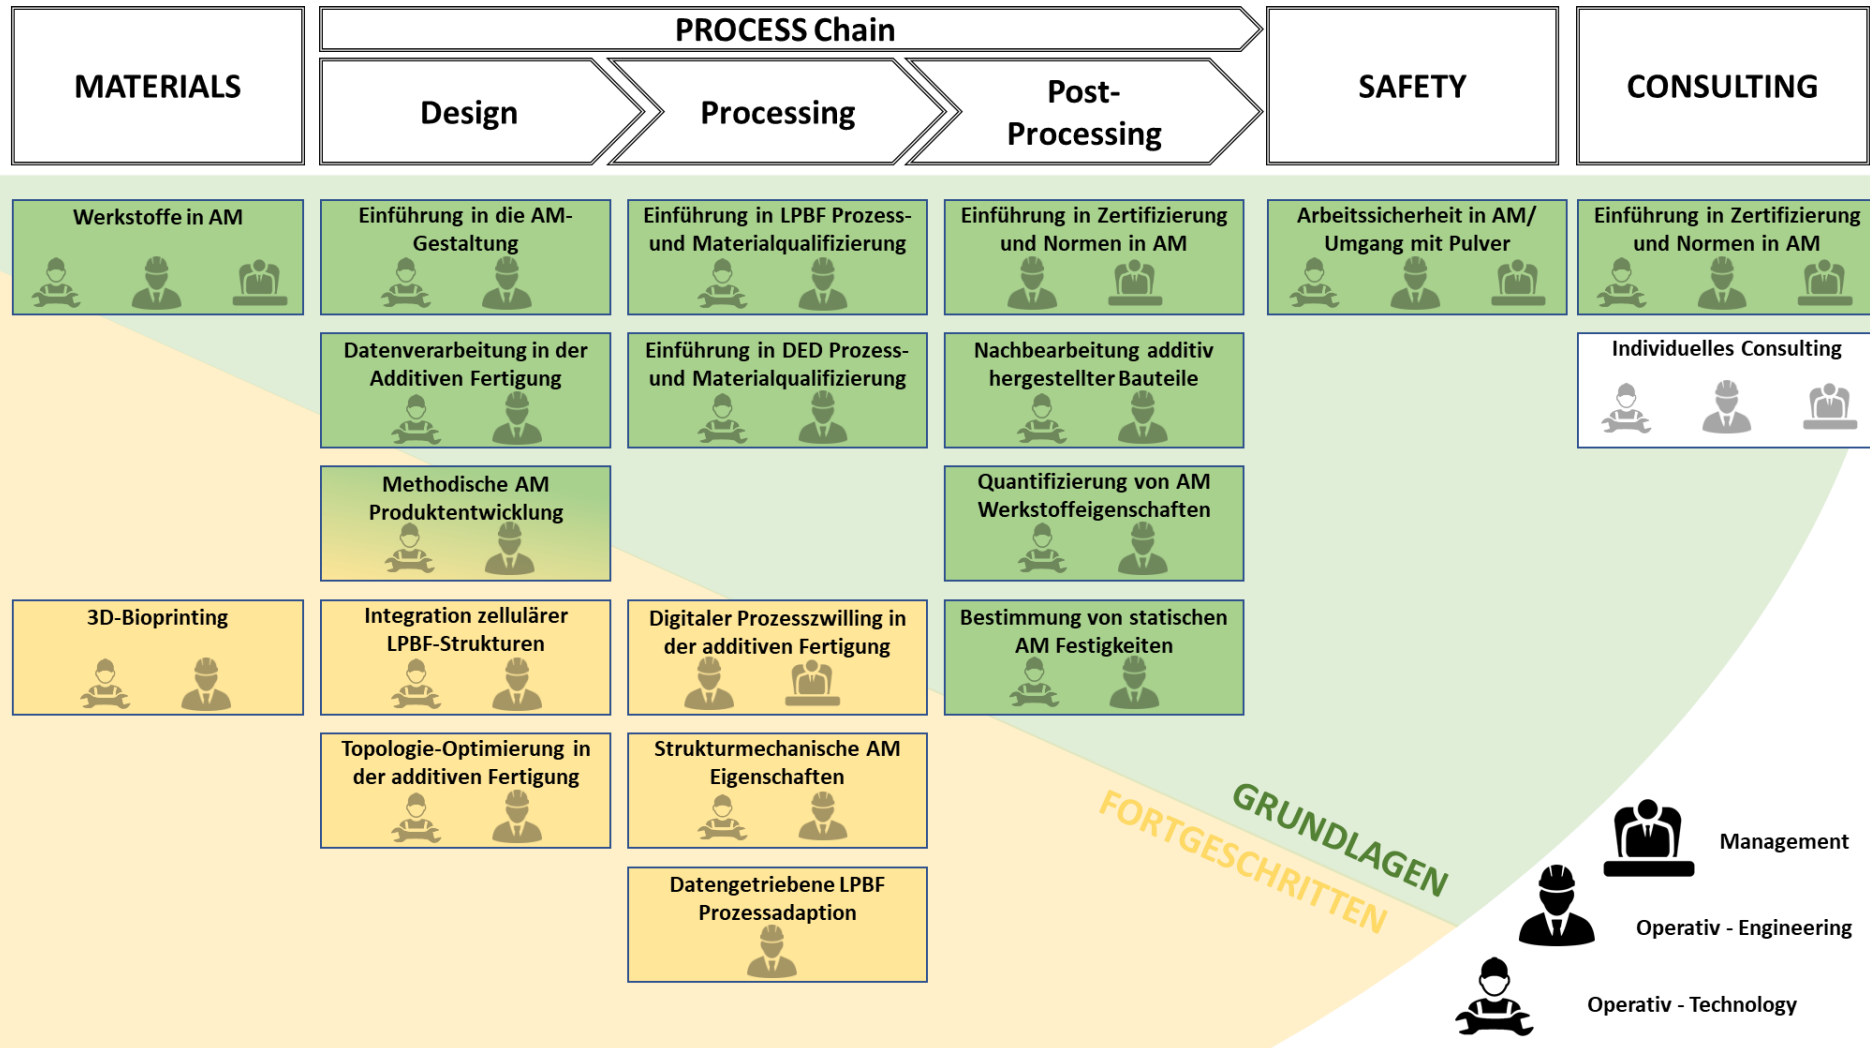 MATERIALS
PROCESS Chain
Design
Processing
Post-
Processing
SAFETY
CONSULTING
Werkstoffe in AM
Einführung in die AM-
Gestaltung
Einführung in LPBF Prozess-
und Materialqualifizierung
Einführung in Zertifizierung
und Normen in AM
Arbeitssicherheit in AM/
Umgang mit Pulver
Einführung in Zertifizierung
und Normen in AM
Datenverarbeitung in der
Additiven Fertigung
Einführung in DED Prozess-
und Materialqualifizierung
Nachbearbeitung additiv
hergestellter Bauteile
Individuelles Consulting
Methodische AM
Produktentwicklung
Quantifizierung von AM
Werkstoffeigenschaften
3D-Bioprinting
Integration zellulärer
LPBF-Strukturen
Digitaler Prozesszwilling in
der additiven Fertigung
Bestimmung von statischen
AM Festigkeiten
Topologie-Optimierung in
der additiven Fertigung
Strukturmechanische AM
Eigenschaften
Datengetriebene LPBF
Prozessadaption
GRUNDLAGEN
FORTGESCHRITTEN
Management
Operativ - Engineering
Operativ - Technology